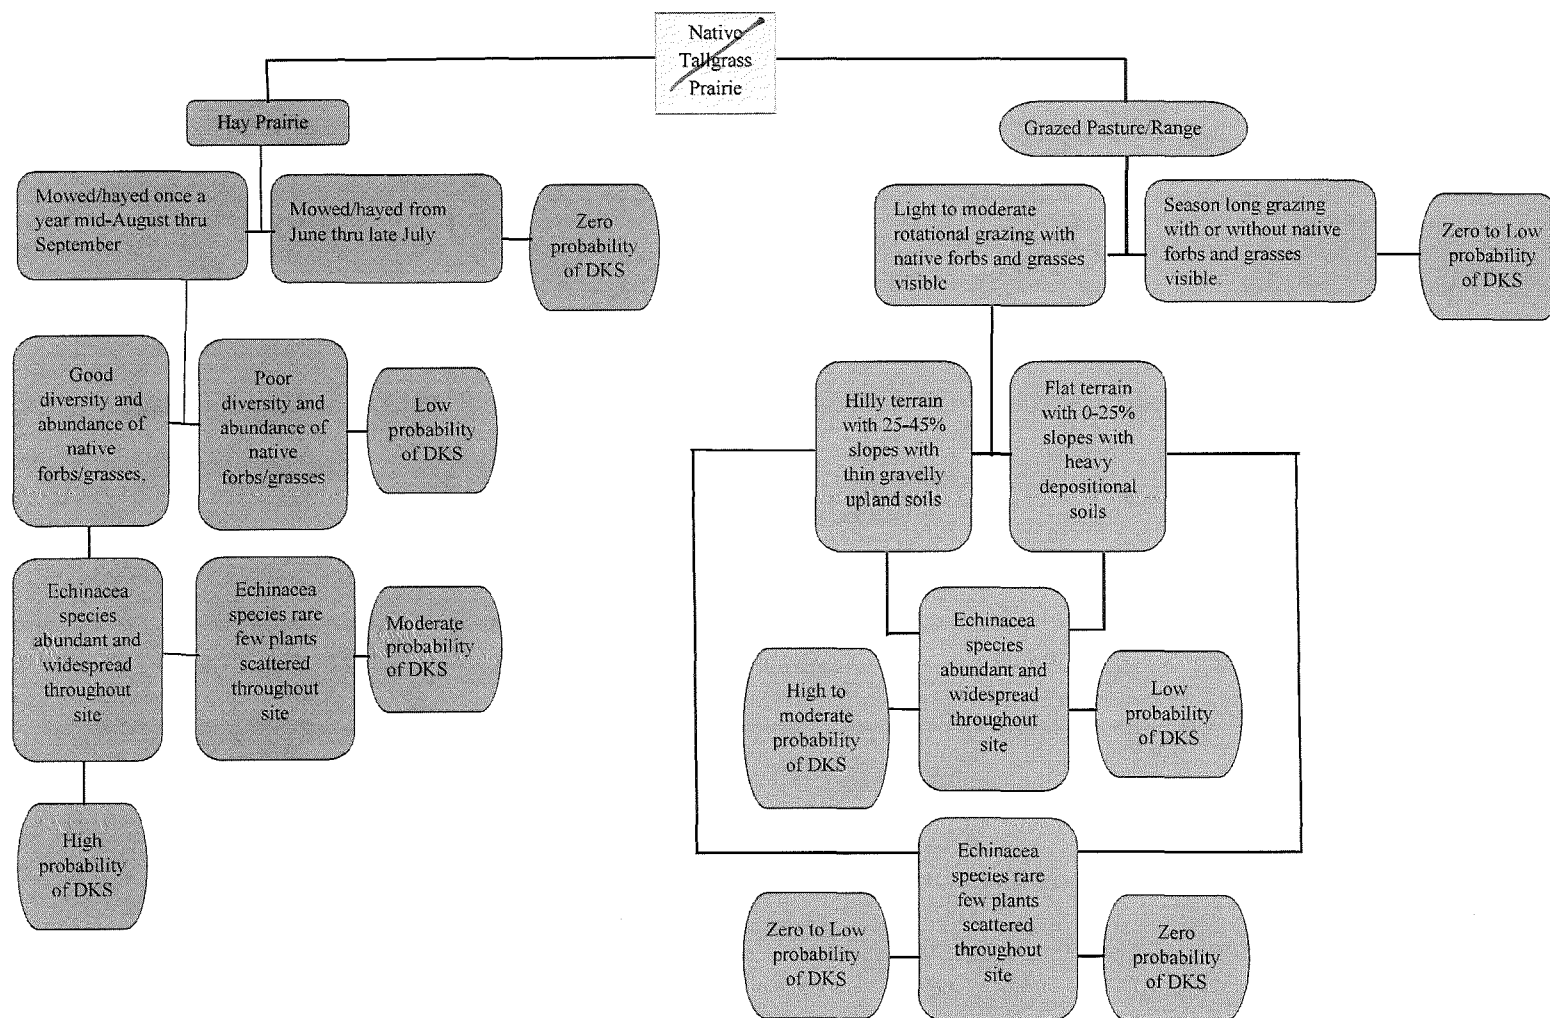 Native
Tallgrass
Prairie
Hay Prairie
Grazed Pasture/Range
Mowed/hayed once a
year mid-August thru
September
Mowed/hayed from
June thru late July
Zero
probability
of DKS
Light to moderate
rotational grazing with
native forbs and grasses
visible
Season long grazing
with or without native
forbs and grasses
visible.
Zero to Low
probability
of DKS
Good
diversity and
abundance of
native
forbs/grasses.
Poor
diversity and
abundance of
native
forbs/grasses
Low
probability
of DKS
Hilly terrain
with 25-45%
slopes with
thin gravelly
upland soils
Flat terrain
with 0-25%
slopes with
heavy
depositional
soils
Echinacea
species
abundant and
widespread
throughout
site
Echinacea
species rare
few plants
scattered
throughout
site
Moderate
probability
of DKS
Echinacea
species
abundant and
widespread
throughout
site
High to
moderate
probability
of DKS
Low
probability
of DKS
High
probability
of DKS
Echinacea
species rare
few plants
scattered
throughout
site
Zero to Low
probability
of DKS
Zero
probability
of DKS